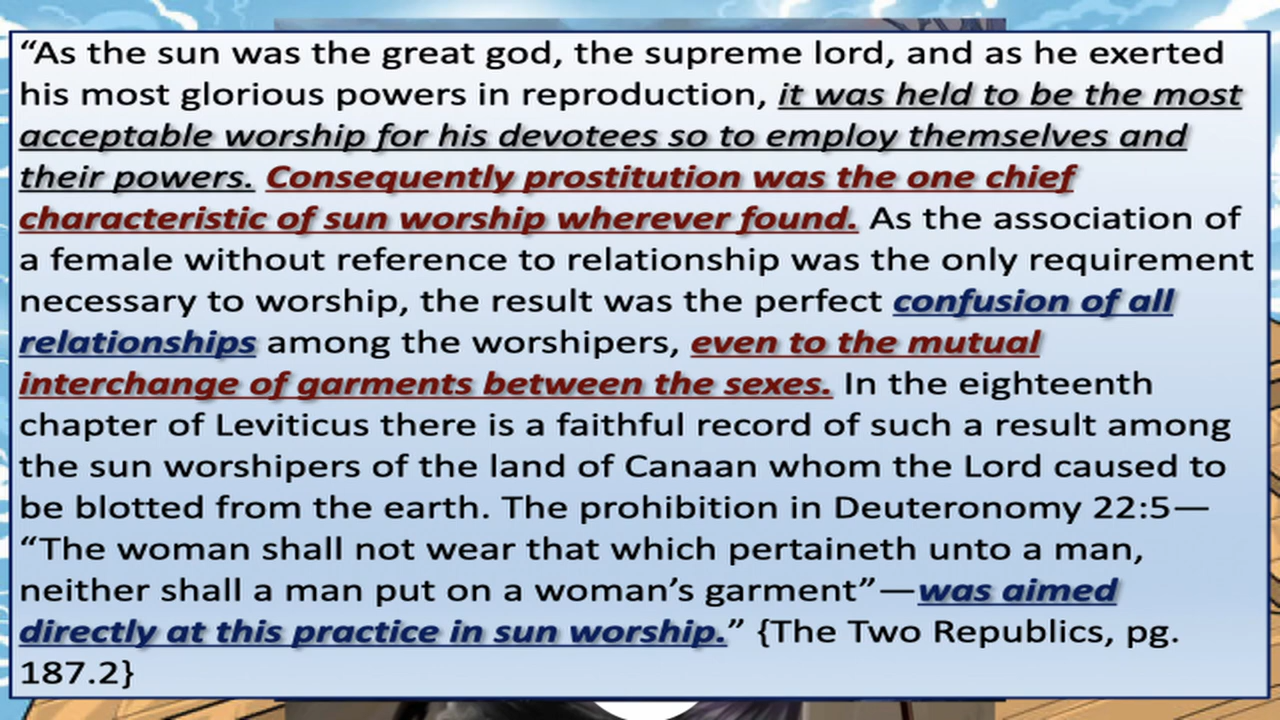 “As the sun was the great god, the supreme lord, and as he exerted
his most glorious powers in reproduction, it was held to be the most
acceptable worship for his devotees so to employ themselves and
their powers. Consequently prostitution was the one chief
characteristic of sun worship wherever found. As the association of
a female without reference to relationship was the only requirement
necessary to worship, the result was the perfect confusion of all
relationships among the worshipers, even to the mutual
interchange of garments between the sexes. In the eighteenth
chapter of Leviticus there is a faithful record of such a result among
the sun worshipers of the land of Canaan whom the Lord caused to
be blotted from the earth. The prohibition in Deuteronomy 22:5—
“The woman shall not wear that which pertaineth unto a man,
neither shall a man put on a woman’s garment”—was aimed
directly at this practice in sun worship.” {The Two Republics, pg.
187.2}